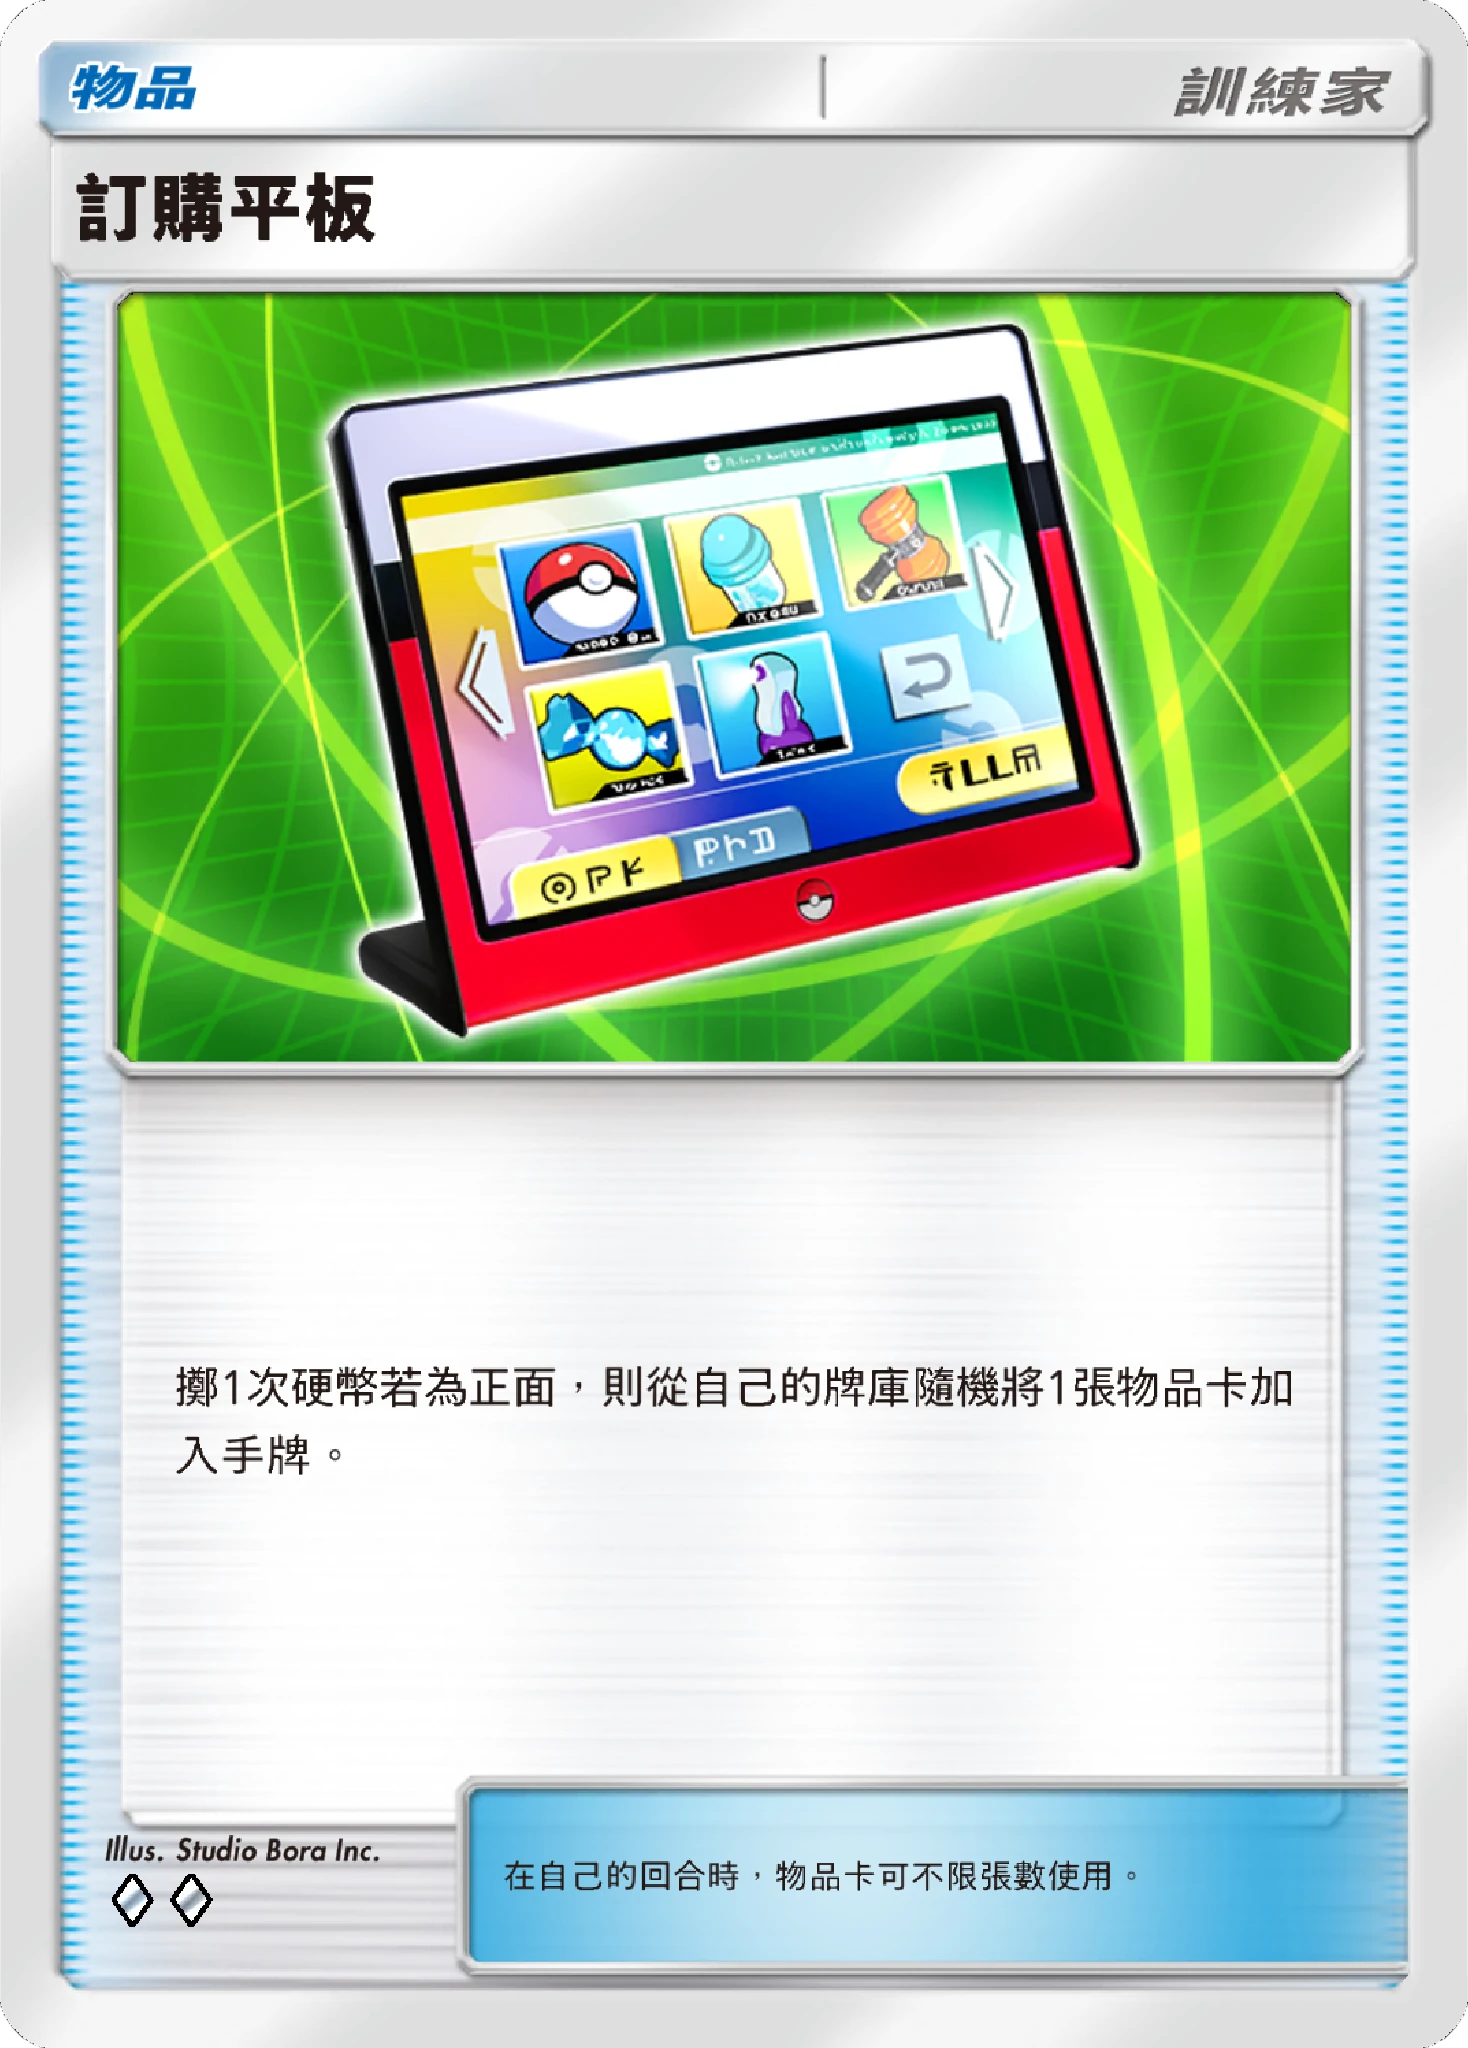 物品
訓練家
訂購平板
擲1次硬幣若為正面，則從自己的牌庫隨機將1張物品卡加
入手牌。
Illus. Studio Bora Inc.
在自己的回合時，物品卡可不限張數使用。